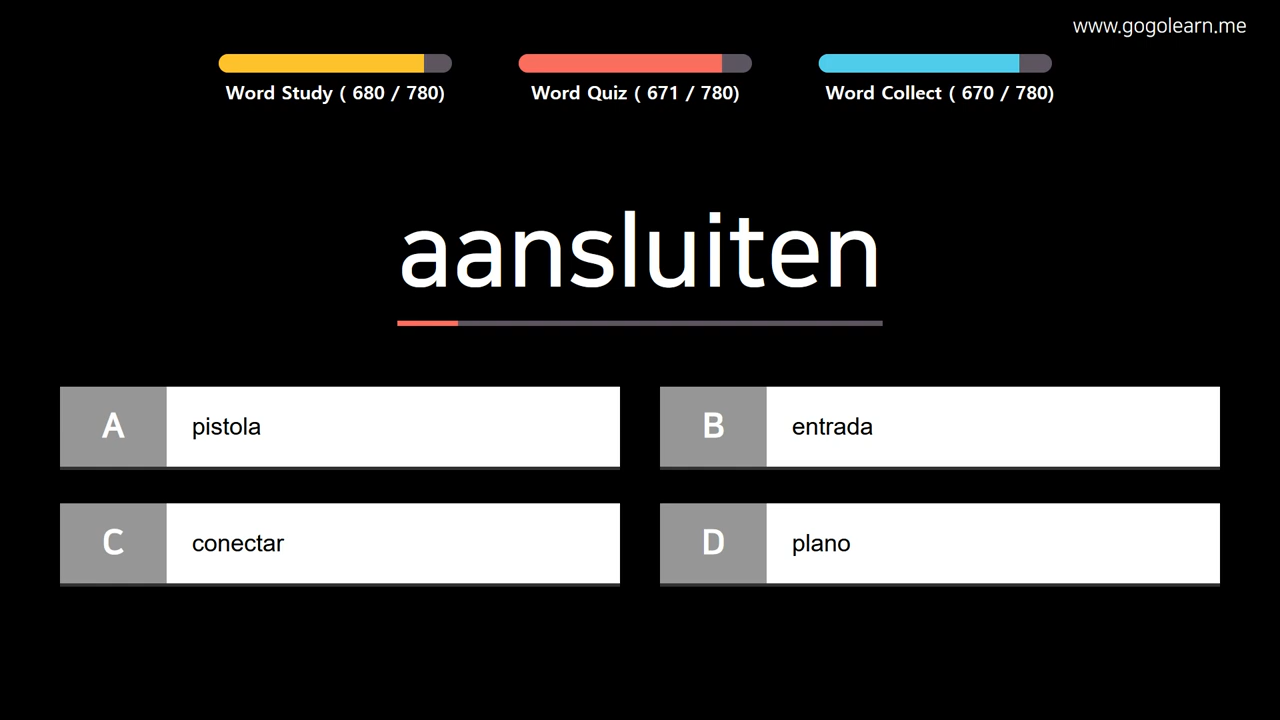 www.gogolearn.me
Word Study ( 680 / 780)
Word Quiz ( 671 / 780)
Word Collect ( 670 / 780)
aansluiten
A pistola
B entrada
C conectar
D plano